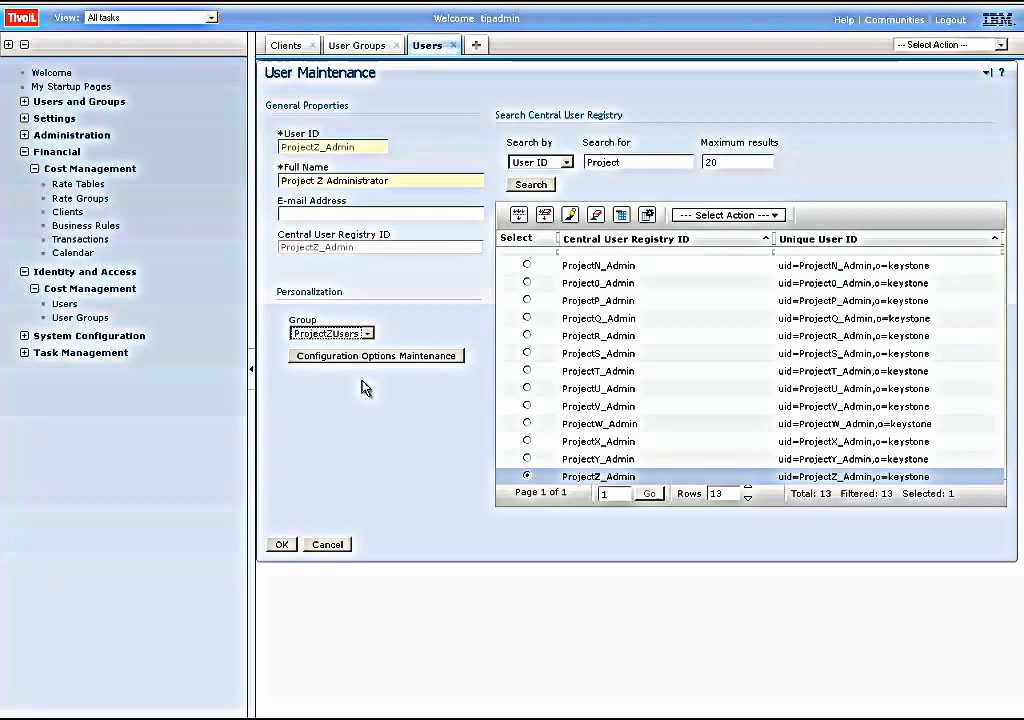 Tivoli. View: All tasks Welcome tipadmin Help | Communities | Logout IBM.
Clients × User Groups × Users × -- Select Action --
Welcome
My Startup Pages
Users and Groups
Settings
Administration
Financial
Cost Management
Rate Tables
Rate Groups
Clients
Business Rules
Transactions
Calendar
Identity and Access
Cost Management
Users
User Groups
System Configuration
Task Management
User Maintenance ?
General Properties
*User ID
ProjectZ_Admin
*Full Name
Project Z Administrator
E-mail Address
Central User Registry ID
ProjectZ_Admin
Personalization
Group
ProjectZUsers
Configuration Options Maintenance
Search Central User Registry
Search by Search for Maximum results
User ID Project 20
Search
--- Select Action ---
Select Central User Registry ID Unique User ID
ProjectN_Admin uid=ProjectN_Admin,o=keystone
ProjectO_Admin uid=ProjectO_Admin,o=keystone
ProjectP_Admin uid=ProjectP_Admin,o=keystone
ProjectQ_Admin uid=ProjectQ_Admin,o=keystone
ProjectR_Admin uid=ProjectR_Admin,o=keystone
ProjectS_Admin uid=ProjectS_Admin,o=keystone
ProjectT_Admin uid=ProjectT_Admin,o=keystone
ProjectU_Admin uid=ProjectU_Admin,o=keystone
ProjectV_Admin uid=ProjectV_Admin,o=keystone
ProjectW_Admin uid=ProjectW_Admin,o=keystone
ProjectX_Admin uid=ProjectX_Admin,o=keystone
ProjectY_Admin uid=ProjectY_Admin,o=keystone
ProjectZ_Admin uid=ProjectZ_Admin,o=keystone
Page 1 of 1 1 Go Rows 13 Total: 13 Filtered: 13 Selected: 1
OK Cancel